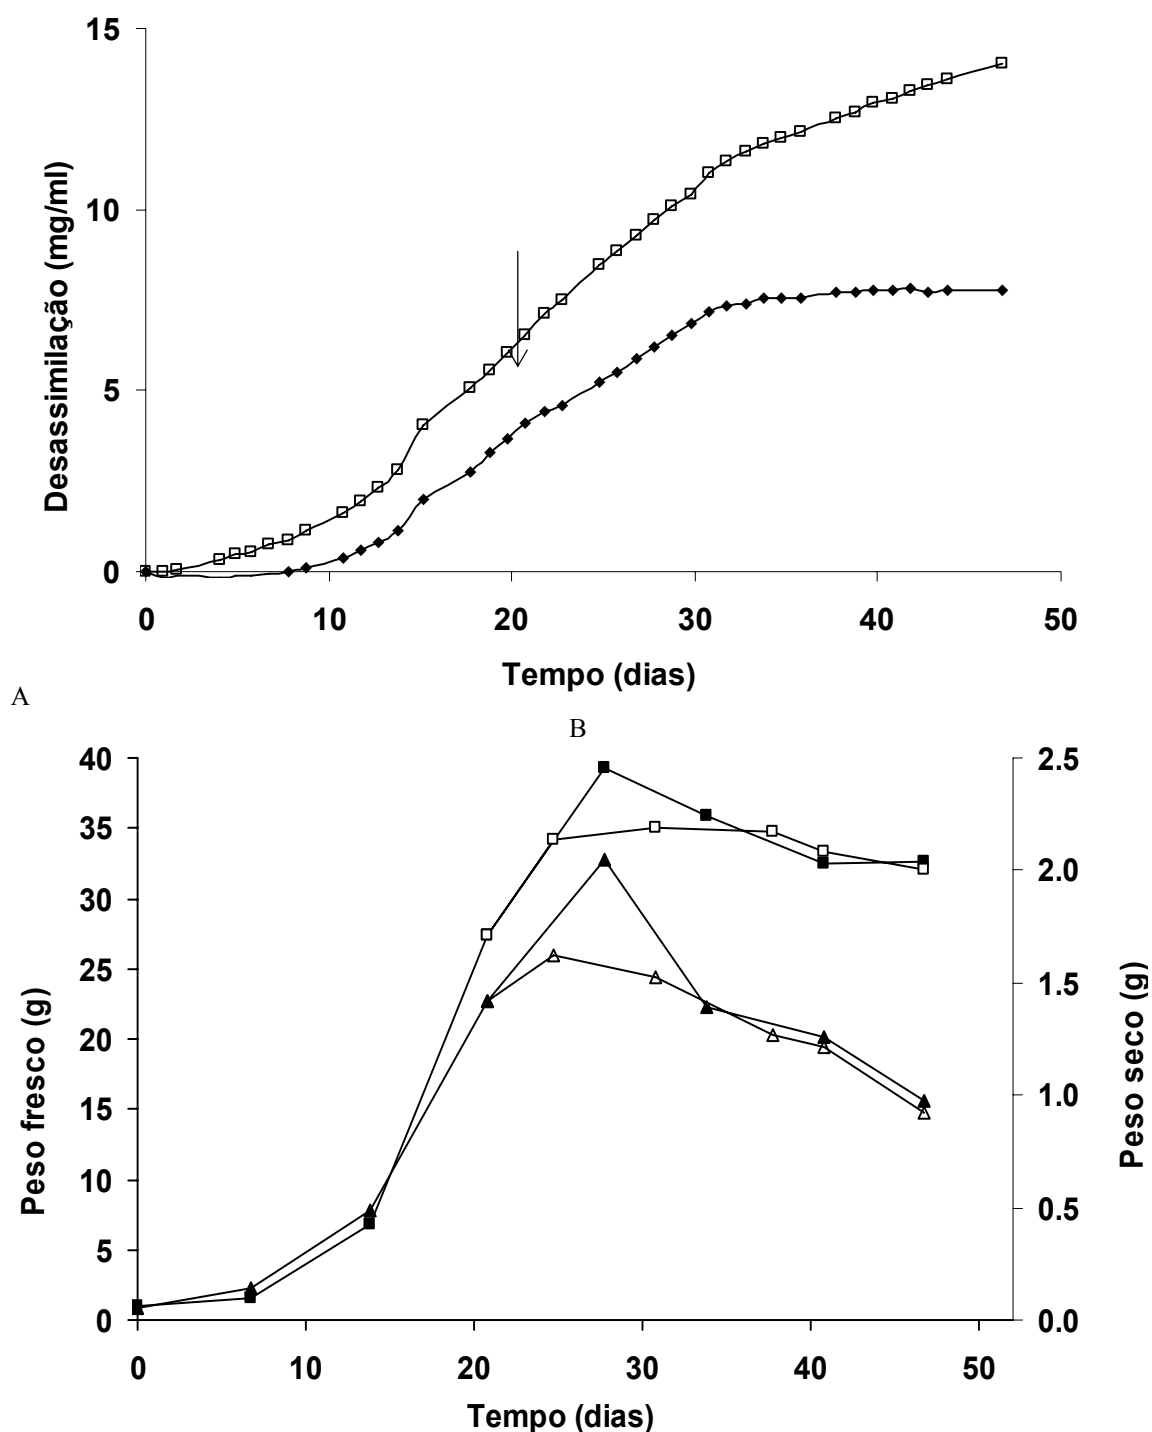 15
10
5
0
Desassimilação (mg/ml)
0 10 20 30 40 50
Tempo (dias)
A
B
40
35
30
25
20
15
10
5
0
Peso fresco (g)
2.5
2.0
1.5
1.0
0.5
0.0
Peso seco (g)
0 10 20 30 40 50
Tempo (dias)